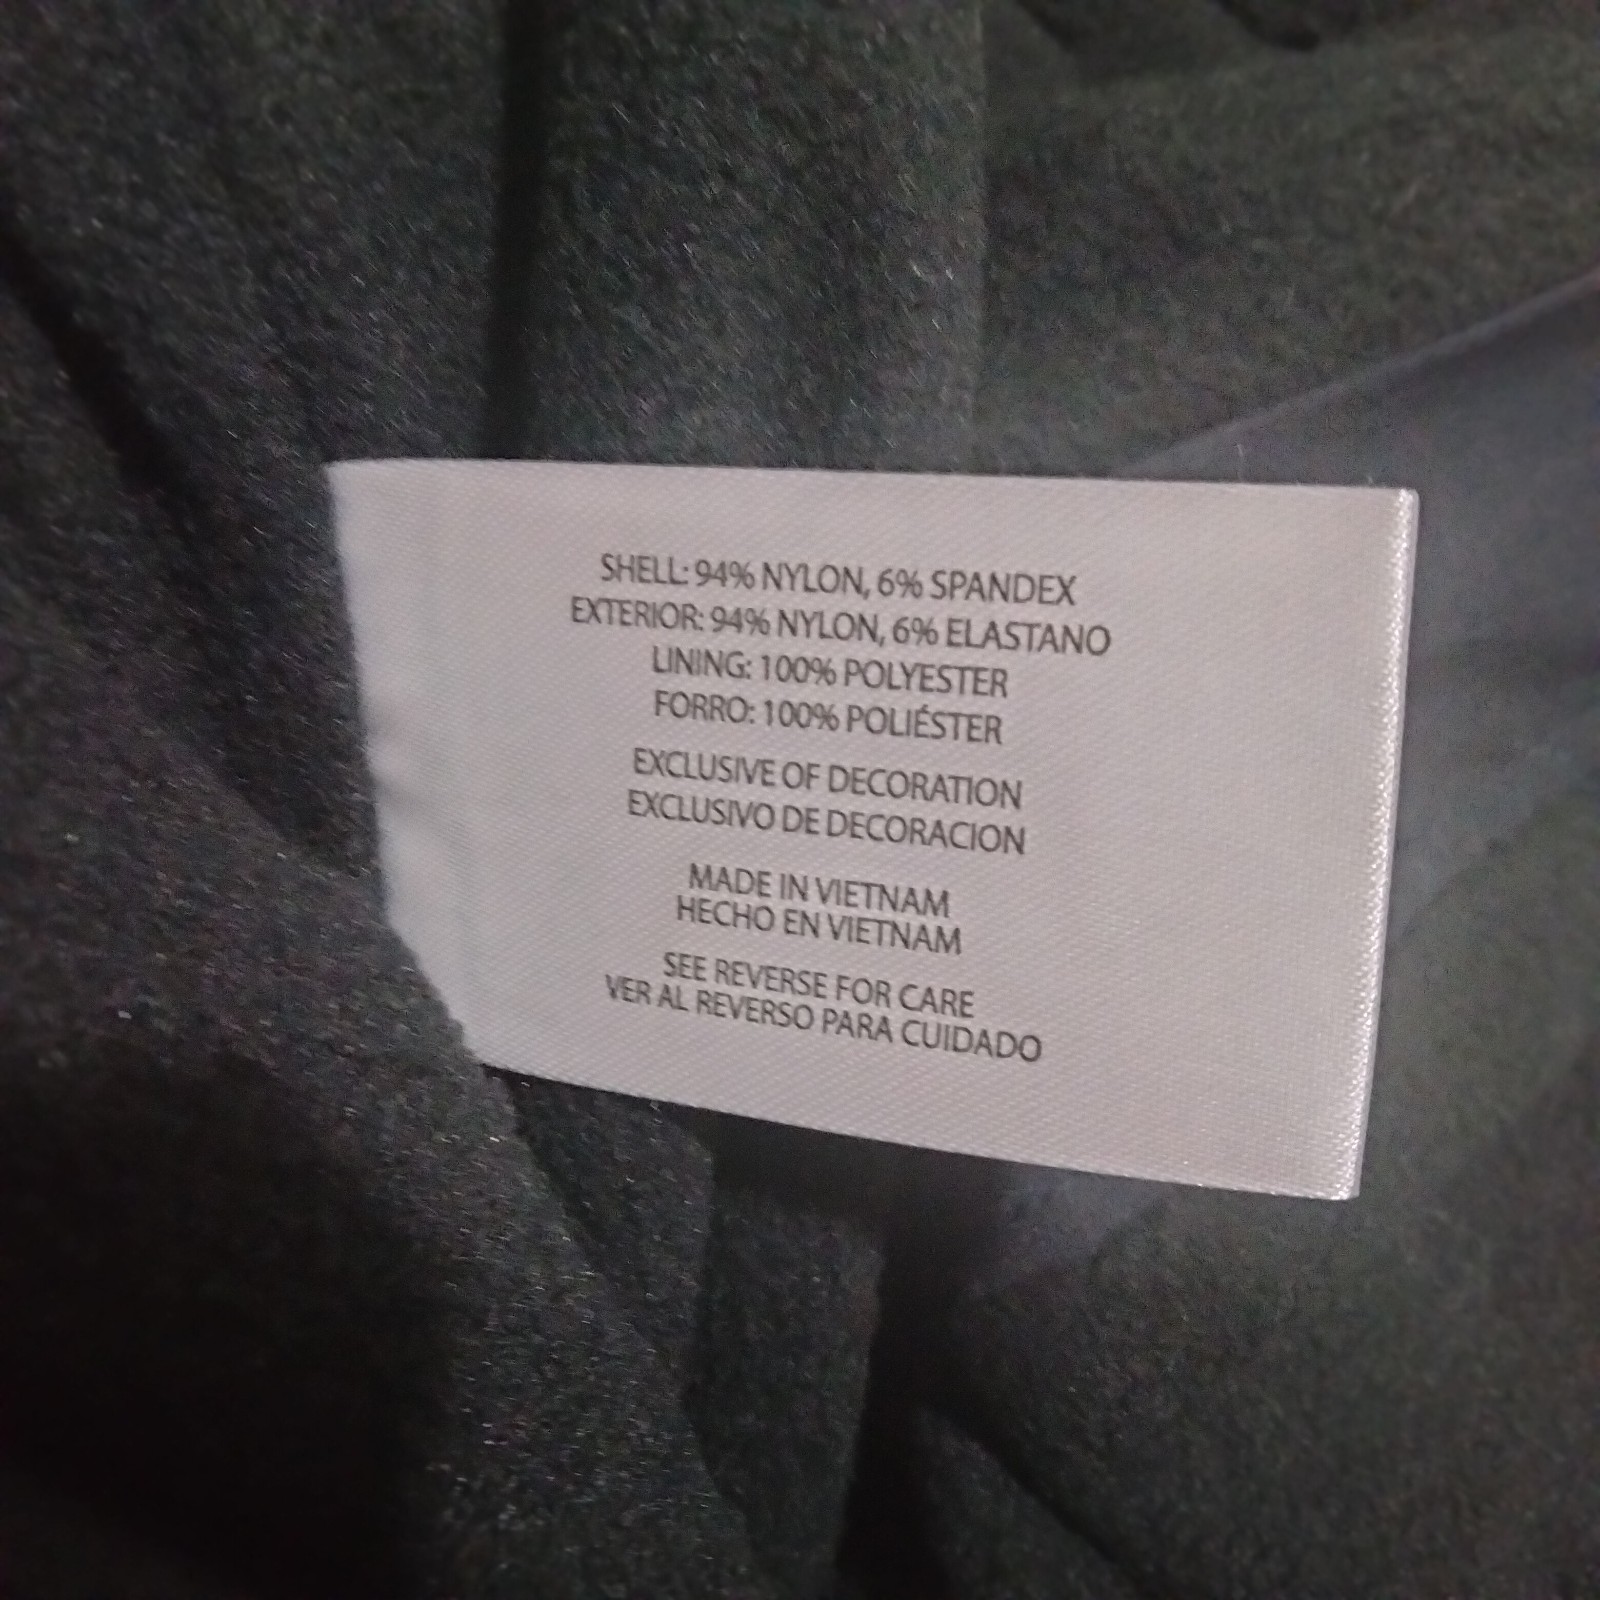 SHELL: 94% NYLON, 6% SPANDEX
EXTERIOR: 94% NYLON, 6% ELASTANO
LINING: 100% POLYESTER
FORRO: 100% POLIÉSTER
EXCLUSIVE OF DECORATION
EXCLUSIVO DE DECORACION
MADE IN VIETNAM
HECHO EN VIETNAM
SEE REVERSE FOR CARE
VER AL REVERSO PARA CUIDADO